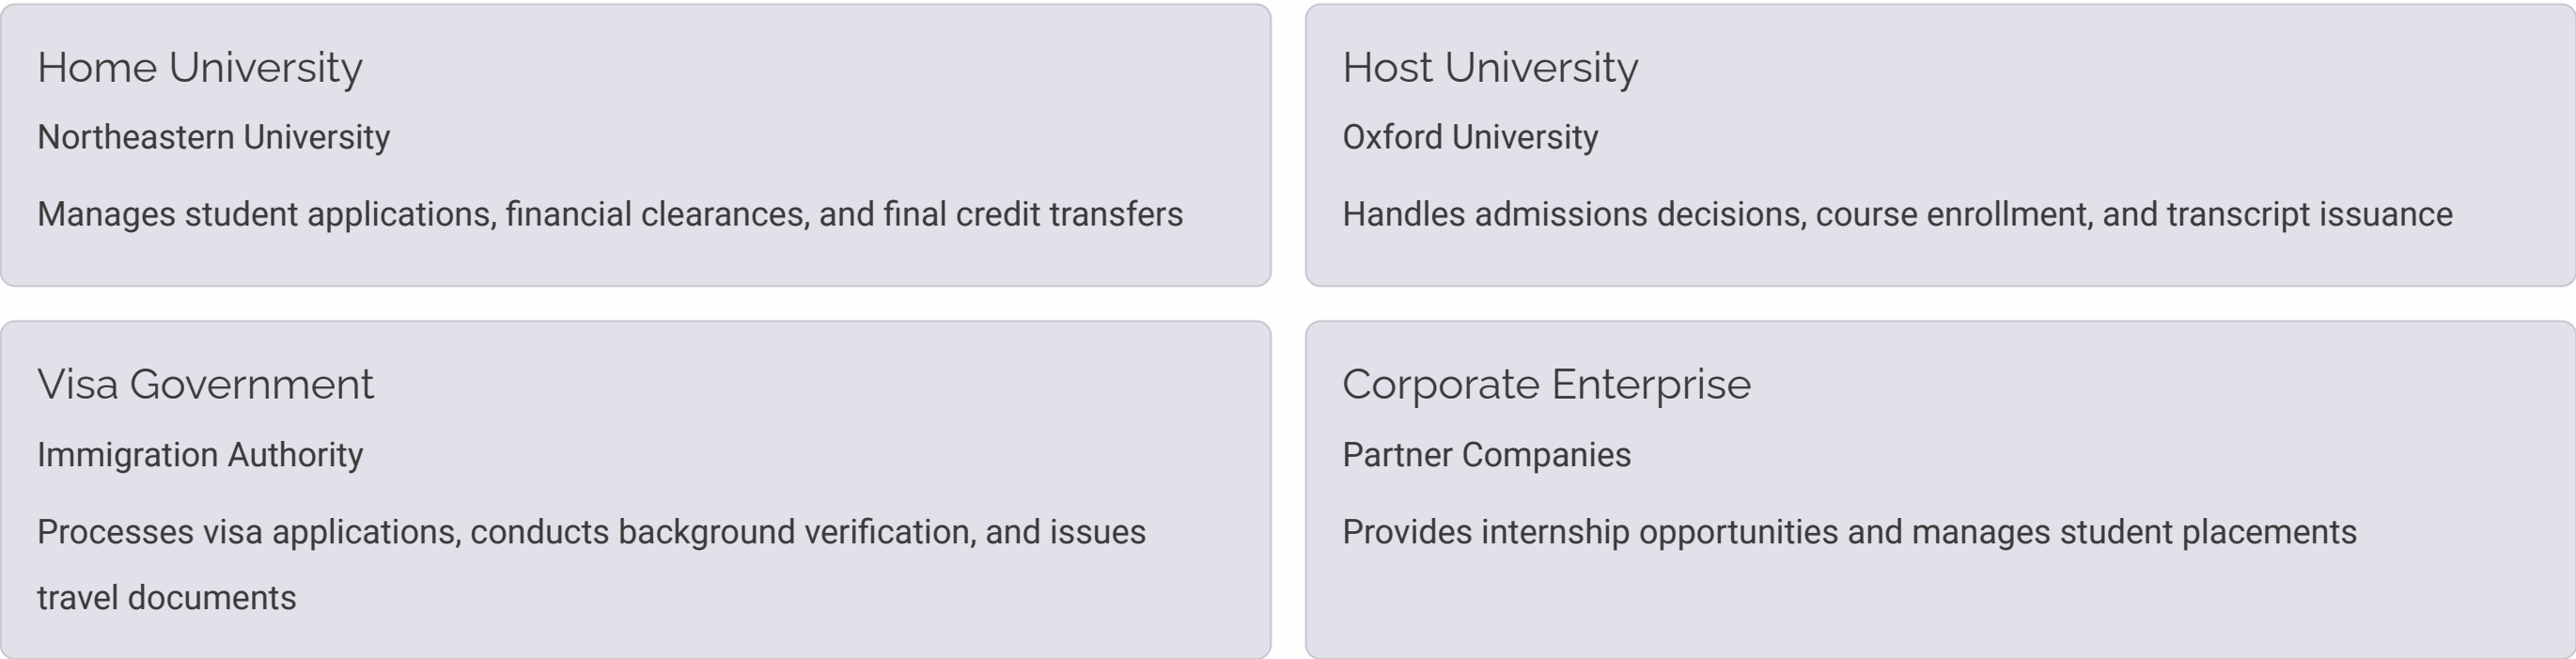 Home University
Northeastern University
Manages student applications, financial clearances, and final credit transfers
Host University
Oxford University
Handles admissions decisions, course enrollment, and transcript issuance
Visa Government
Immigration Authority
Processes visa applications, conducts background verification, and issues
travel documents
Corporate Enterprise
Partner Companies
Provides internship opportunities and manages student placements